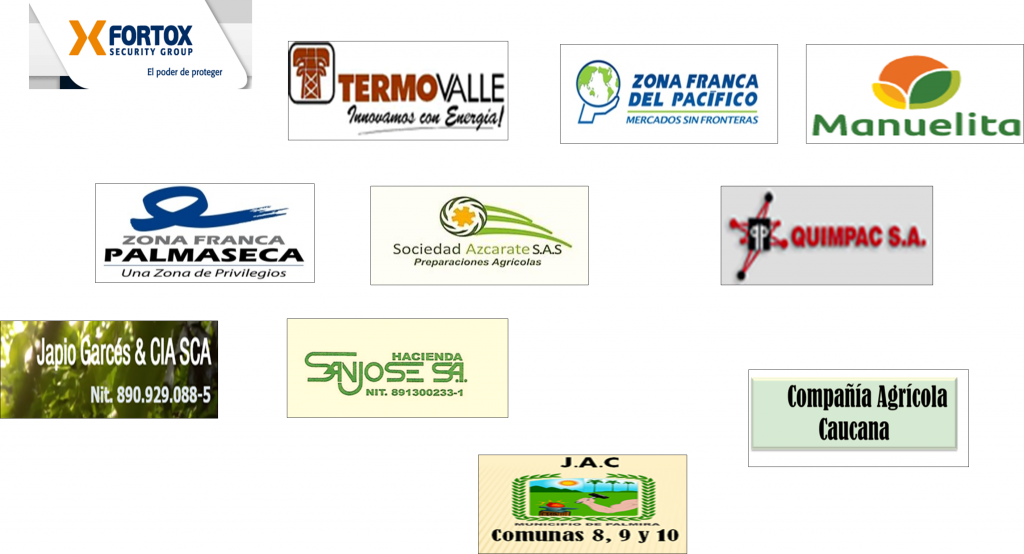 FORTOX
SECURITY GROUP
El poder de proteger
TERMOVALLE
Innovamos con Energía!
ZONA FRANCA
DEL PACÍFICO
MERCADOS SIN FRONTERAS
Manuelita
ZONA FRANCA
PALMASECA
Una Zona de Privilegios
Sociedad Azcarate S.A.S
Preparaciones Agrícolas
QUIMPAC S.A.
Japio Garcés & CIA SCA
Nit. 890.929.088-5
HACIENDA
SANJOSE SA.
NIT. 891300233-1
Compañía Agrícola
Caucana
J.A.C
MUNICIPIO DE PALMIRA
Comunas 8, 9 y 10